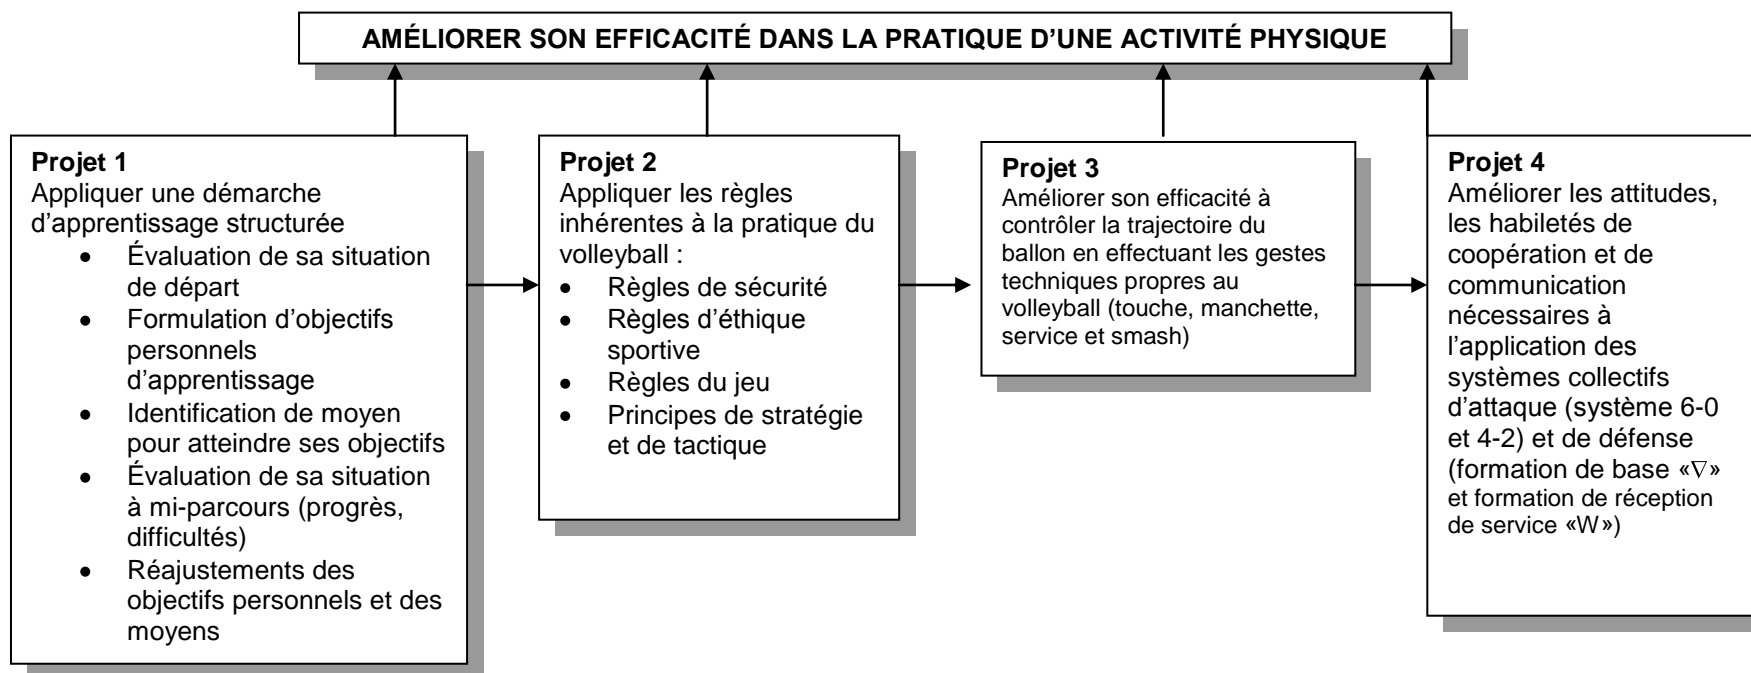 AMÉLIORER SON EFFICACITÉ DANS LA PRATIQUE D’UNE ACTIVITÉ PHYSIQUE
Projet 1
Appliquer une démarche
d’apprentissage structurée
• Évaluation de sa situation
de départ
• Formulation d’objectifs
personnels
d’apprentissage
• Identification de moyen
pour atteindre ses objectifs
• Évaluation de sa situation
à mi-parcours (progrès,
difficultés)
• Réajustements des
objectifs personnels et des
moyens
Projet 2
Appliquer les règles
inhérentes à la pratique du
volleyball :
• Règles de sécurité
• Règles d’éthique
sportive
• Règles du jeu
• Principes de stratégie
et de tactique
Projet 3
Améliorer son efficacité à
contrôler la trajectoire du
ballon en effectuant les gestes
techniques propres au
volleyball (touche, manchette,
service et smash)
Projet 4
Améliorer les attitudes,
les habiletés de
coopération et de
communication
nécessaires à
l’application des
systèmes collectifs
d’attaque (système 6-0
et 4-2) et de défense
(formation de base «∇»
et formation de réception
de service «W»)